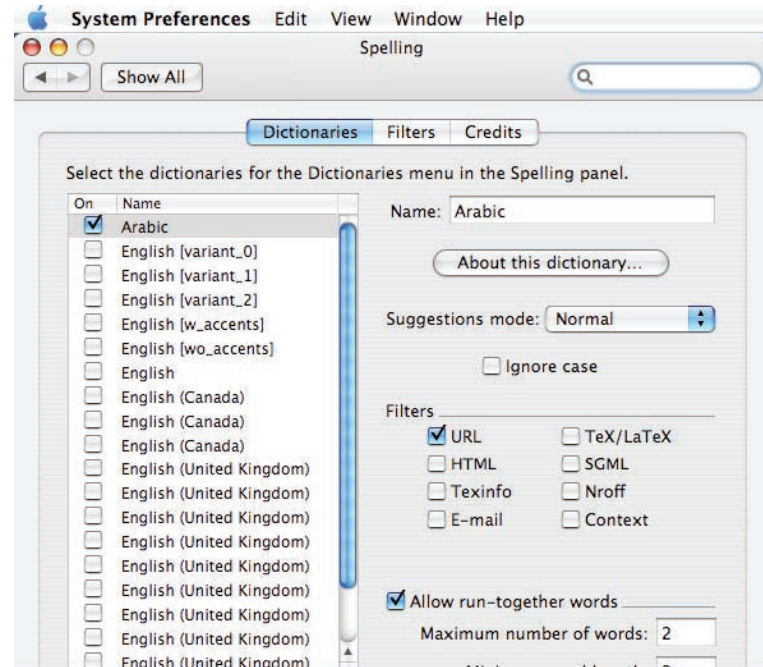 System Preferences Edit View Window Help
Spelling
Show All
Dictionaries Filters Credits
Select the dictionaries for the Dictionaries menu in the Spelling panel.
On Name
Arabic
English [variant_0]
English [variant_1]
English [variant_2]
English [w_accents]
English [wo_accents]
English
English (Canada)
English (Canada)
English (Canada)
English (United Kingdom)
English (United Kingdom)
English (United Kingdom)
English (United Kingdom)
English (United Kingdom)
English (United Kingdom)
English (United Kingdom)
English (United Kingdom)
English (United Kingdom)
Name: Arabic
About this dictionary...
Suggestions mode: Normal
Ignore case
Filters
URL TeX/LaTeX
HTML SGML
Texinfo Nroff
E-mail Context
Allow run-together words
Maximum number of words: 2